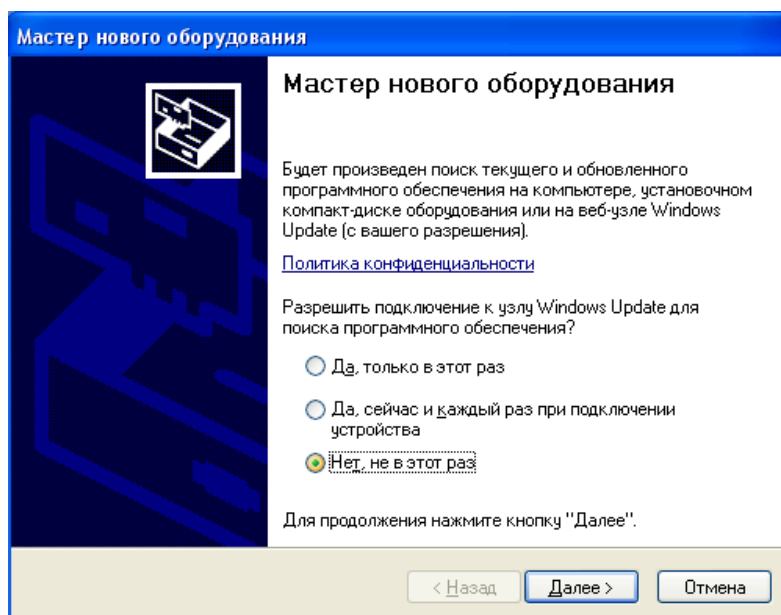 Мастер нового оборудования
Мастер нового оборудования
Будет произведен поиск текущего и обновленного
программного обеспечения на компьютере, установочном
компакт-диске оборудования или на веб-узле Windows
Update (с вашего разрешения).
Политика конфиденциальности
Разрешить подключение к узлу Windows Update для
поиска программного обеспечения?
Да, только в этот раз
Да, сейчас и каждый раз при подключении
устройства
Нет, не в этот раз
Для продолжения нажмите кнопку "Далее".
< Назад Далее > Отмена